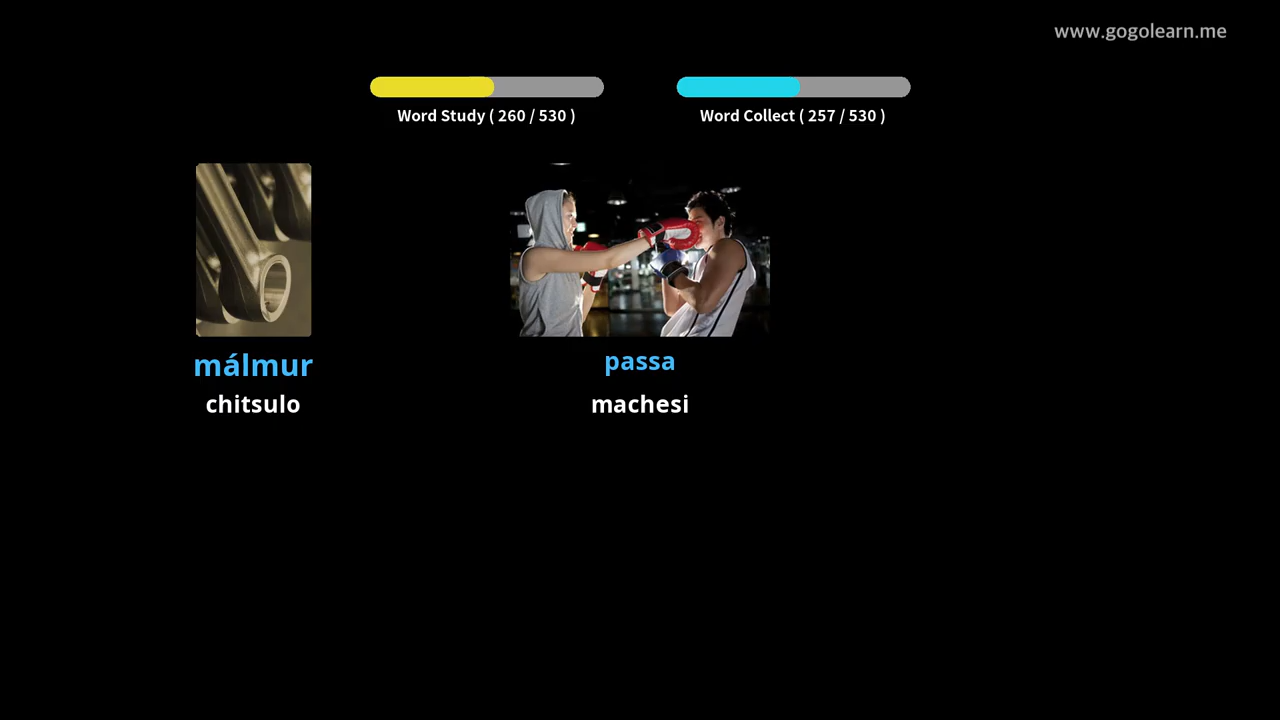 www.gogolearn.me
Word Study ( 260 / 530 )
Word Collect ( 257 / 530 )
málmur
chitsulo
passa
machesi